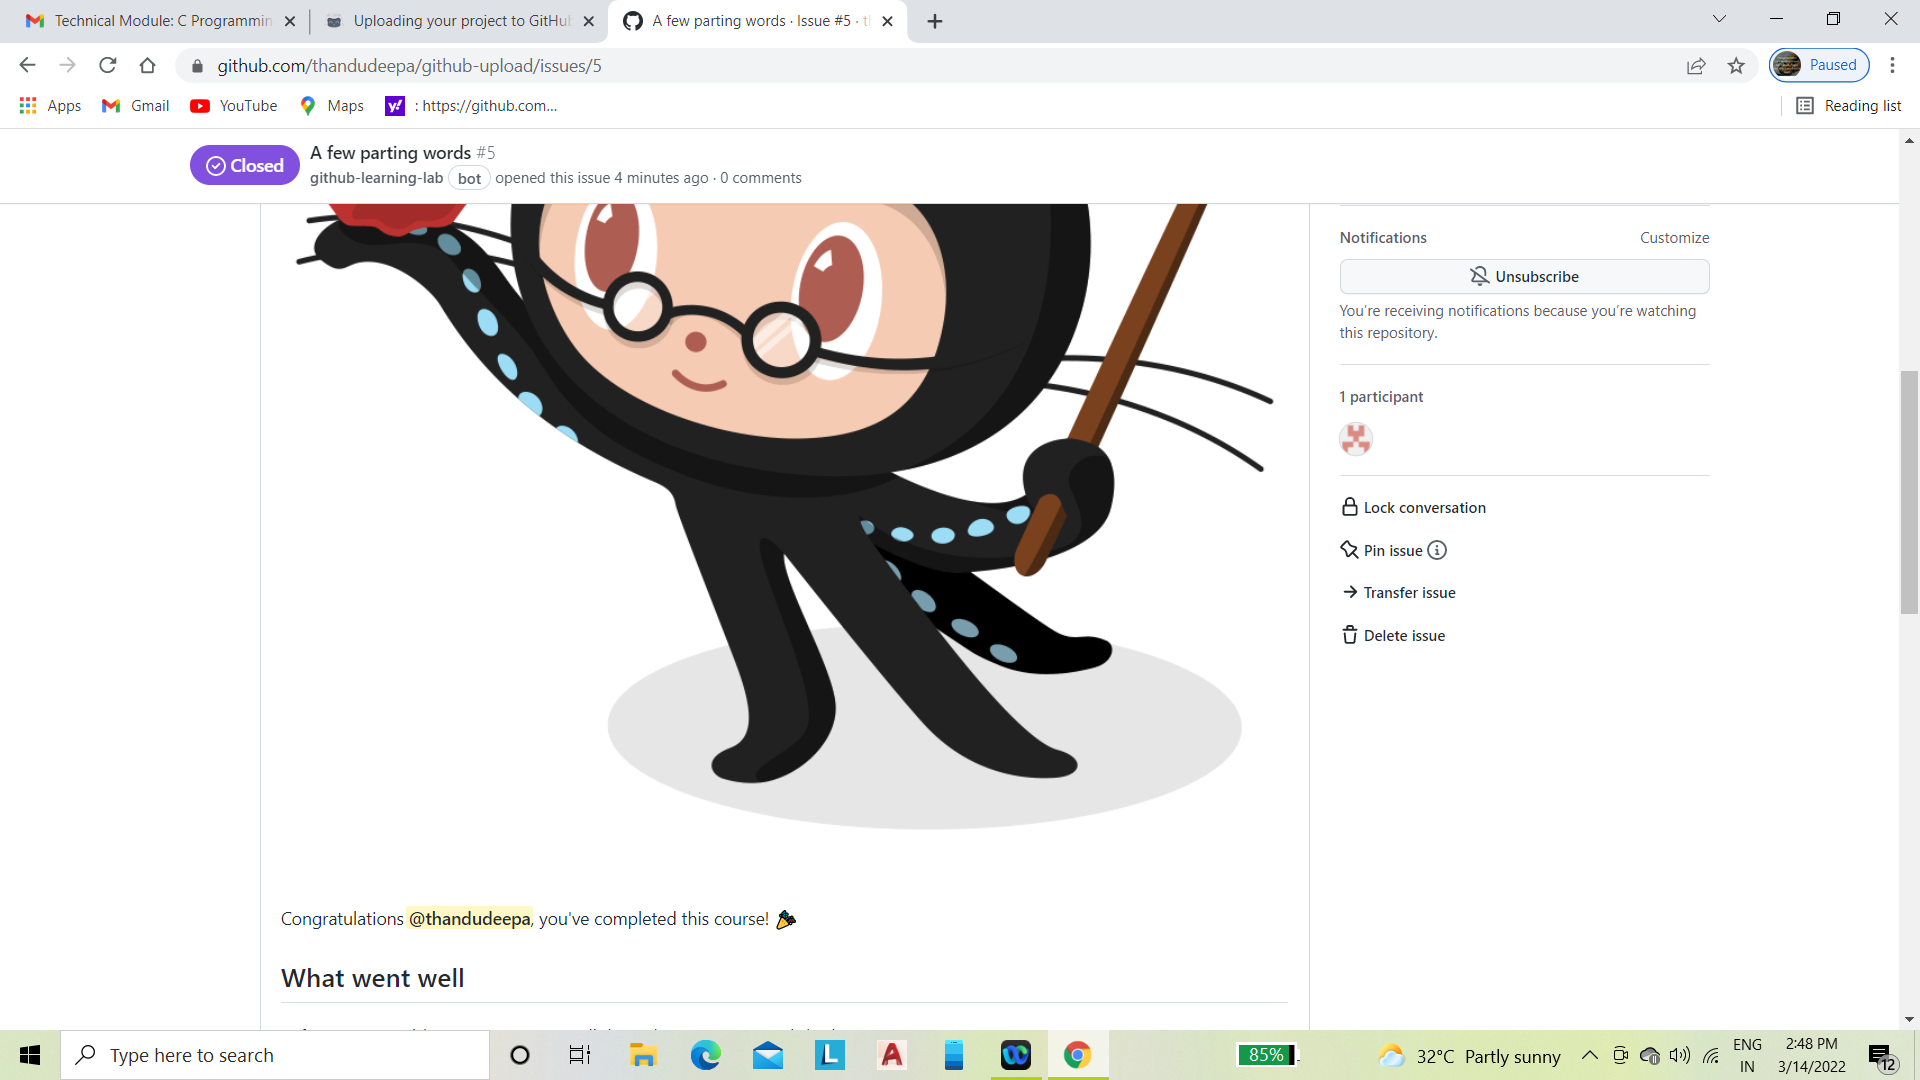 Technical Module: C Programmin
Uploading your project to GitHu
A few parting words · Issue #5 · t
github.com/thandudeepa/github-upload/issues/5
Paused
Apps
Gmail
YouTube
Maps
: https://github.com...
Reading list
Closed
A few parting words #5
github-learning-lab bot opened this issue 4 minutes ago · 0 comments
Notifications
Customize
Unsubscribe
You're receiving notifications because you're watching
this repository.
1 participant
Lock conversation
Pin issue
Transfer issue
Delete issue
Congratulations @thandudeepa, you've completed this course!
What went well
Type here to search
85%
32°C Partly sunny
ENG
IN
2:48 PM
3/14/2022
12